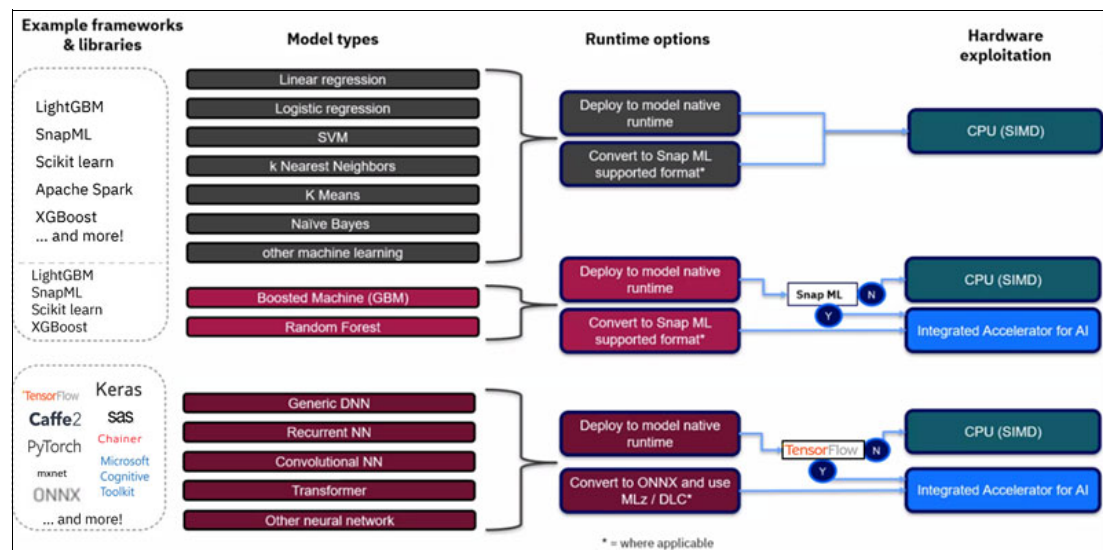 Example frameworks
& libraries
Model types
Runtime options
Hardware
exploitation
LightGBM
SnapML
Scikit learn
Apache Spark
XGBoost
... and more!
Linear regression
Logistic regression
SVM
k Nearest Neighbors
K Means
Naïve Bayes
other machine learning
Deploy to model native
runtime
Convert to Snap ML
supported format*
CPU (SIMD)
LightGBM
SnapML
Scikit learn
XGBoost
Boosted Machine (GBM)
Random Forest
Deploy to model native
runtime
Convert to Snap ML
supported format*
Snap ML
N
Y
CPU (SIMD)
Integrated Accelerator for AI
TensorFlow
Keras
Caffe2
sas
PyTorch
Chainer
mxnet
Microsoft
Cognitive
Toolkit
ONNX
... and more!
Generic DNN
Recurrent NN
Convolutional NN
Transformer
Other neural network
Deploy to model native
runtime
Convert to ONNX and use
MLz / DLC*
TensorFlow
N
Y
CPU (SIMD)
Integrated Accelerator for AI
* = where applicable